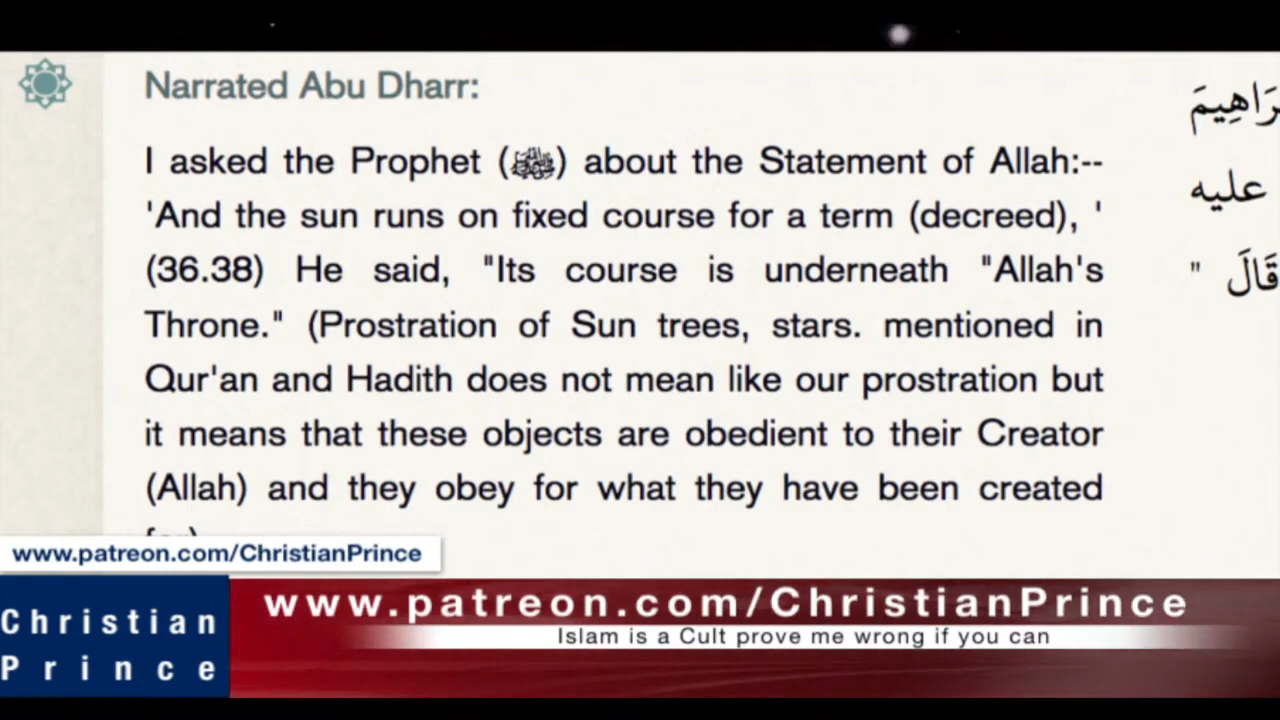 Narrated Abu Dharr:
I asked the Prophet (ﷺ) about the Statement of Allah:--
'And the sun runs on fixed course for a term (decreed), '
(36.38) He said, "Its course is underneath "Allah's
Throne." (Prostration of Sun trees, stars. mentioned in
Qur'an and Hadith does not mean like our prostration but
it means that these objects are obedient to their Creator
(Allah) and they obey for what they have been created
عليه
قَالَ "
www.patreon.com/ChristianPrince
Christian
Prince
www.patreon.com/ChristianPrince
Islam is a Cult prove me wrong if you can